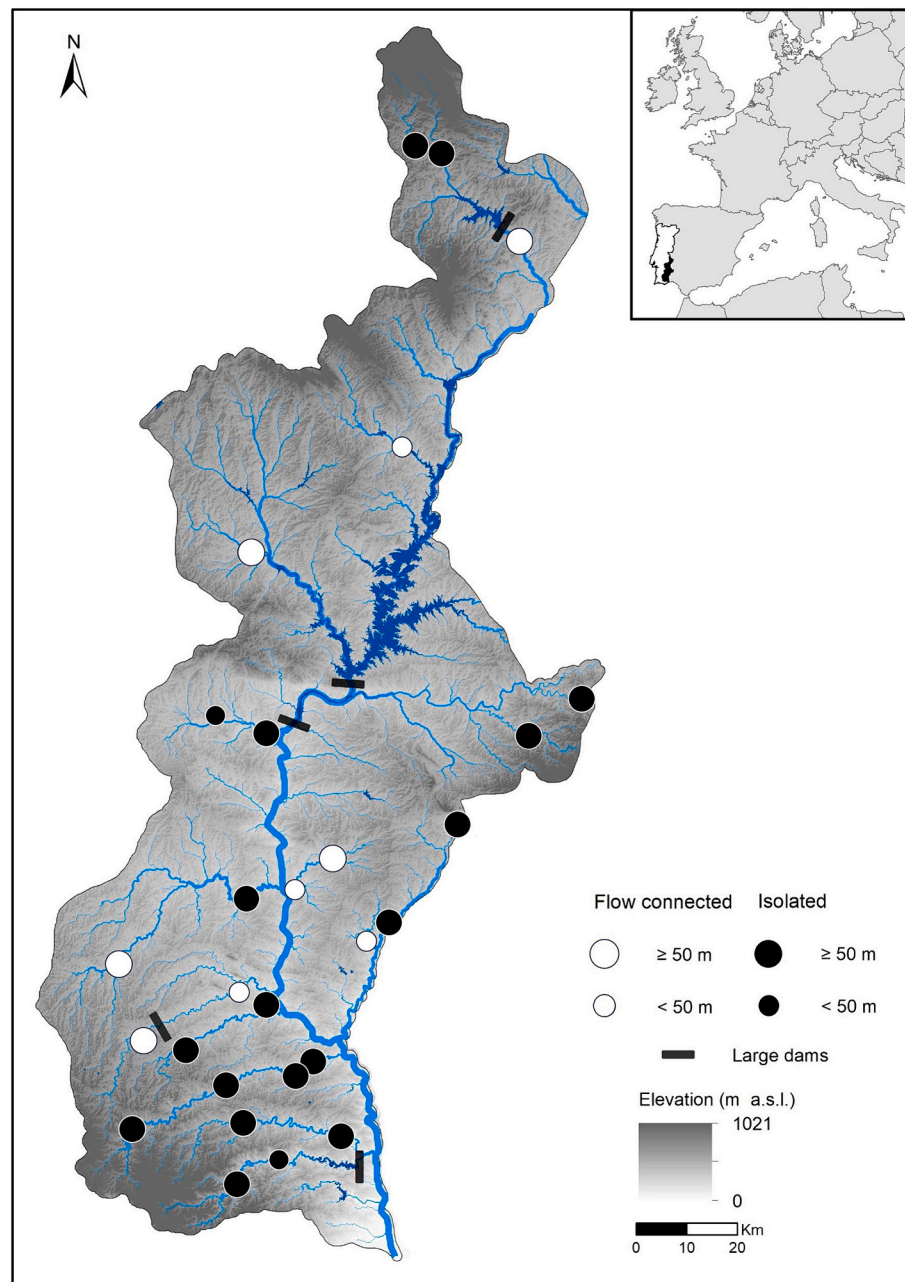 N
Flow connected Isolated
≥ 50 m ≥ 50 m
< 50 m < 50 m
Large dams
Elevation (m a.s.l.)
1021
0
Km
0 10 20